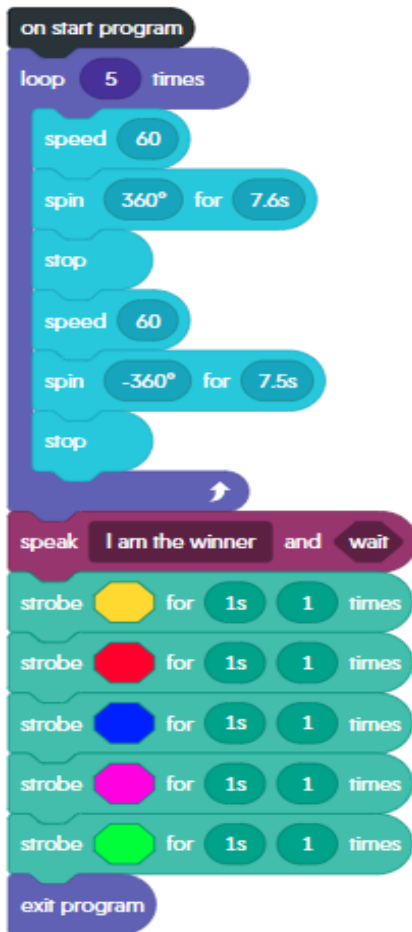 on start program
loop 5 times
speed 60
spin 360° for 7.6s
stop
speed 60
spin -360° for 7.5s
stop
speak I am the winner and wait
strobe for 1s 1 times
strobe for 1s 1 times
strobe for 1s 1 times
strobe for 1s 1 times
strobe for 1s 1 times
exit program